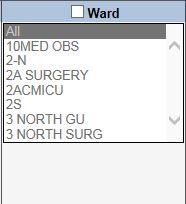 Ward
All
10MED OBS
2-N
2A SURGERY
2ACMICU
2S
3 NORTH GU
3 NORTH SURG